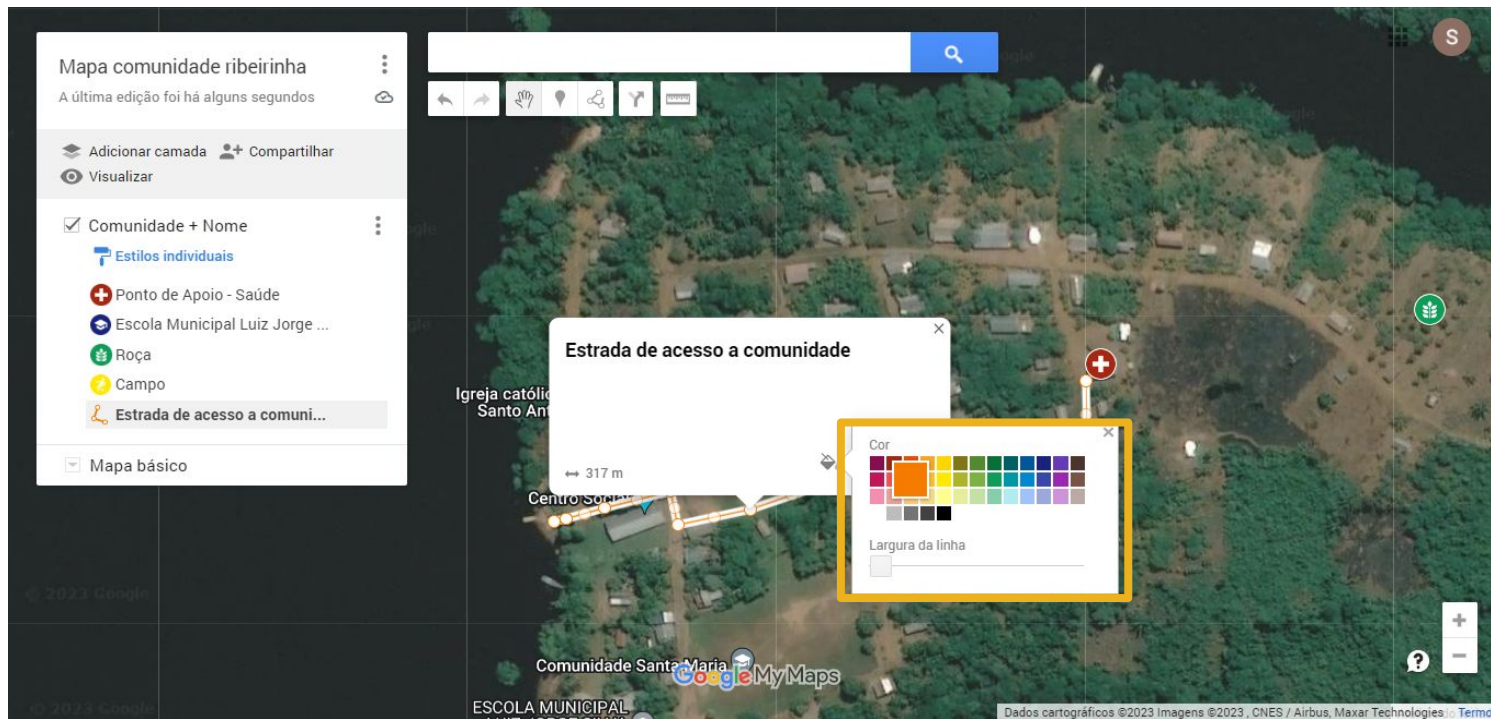 Mapa comunidade ribeirinha
A última edição foi há alguns segundos
Adicionar camada
Compartilhar
Visualizar
Comunidade + Nome
Estilos individuais
Ponto de Apoio - Saúde
Escola Municipal Luiz Jorge ...
Roça
Campo
Estrada de acesso a comuni...
Mapa básico
S
Estrada de acesso a comunidade
317 m
Cor
Largura da linha
Igreja católic
Santo Ant
Centro Social
Comunidade Santa Maria
Google My Maps
ESCOLA MUNICIPAL
© 2023 Google
© 2023 Google
Dados cartográficos ©2023 Imagens ©2023 , CNES / Airbus, Maxar Technologies
Termo